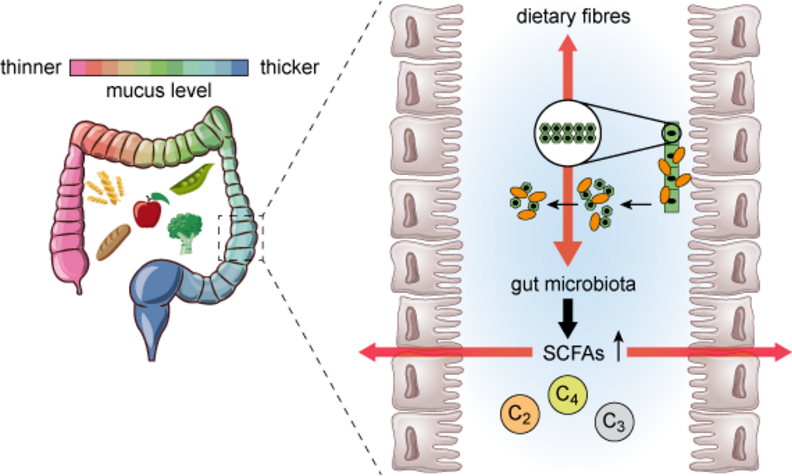 dietary fibres
thinner thicker
mucus level
gut microbiota
SCFAs
C₂ C₄ C₃